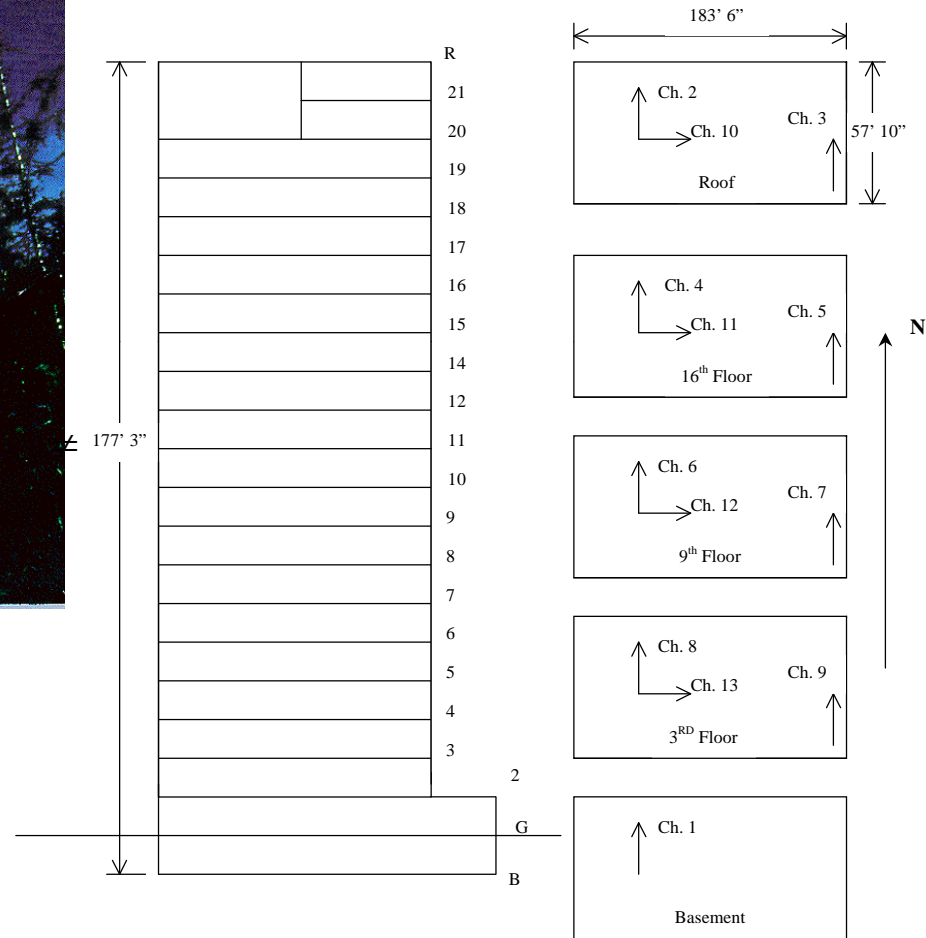 R
21
20
19
18
17
16
15
14
12
11
10
9
8
7
6
5
4
3
2
G
B
≠ 177’ 3”
183’ 6”
57’ 10”
Ch. 2
Ch. 10
Ch. 3
Roof
Ch. 4
Ch. 11
Ch. 5
16th Floor
N
Ch. 6
Ch. 12
Ch. 7
9th Floor
Ch. 8
Ch. 13
Ch. 9
3RD Floor
Ch. 1
Basement